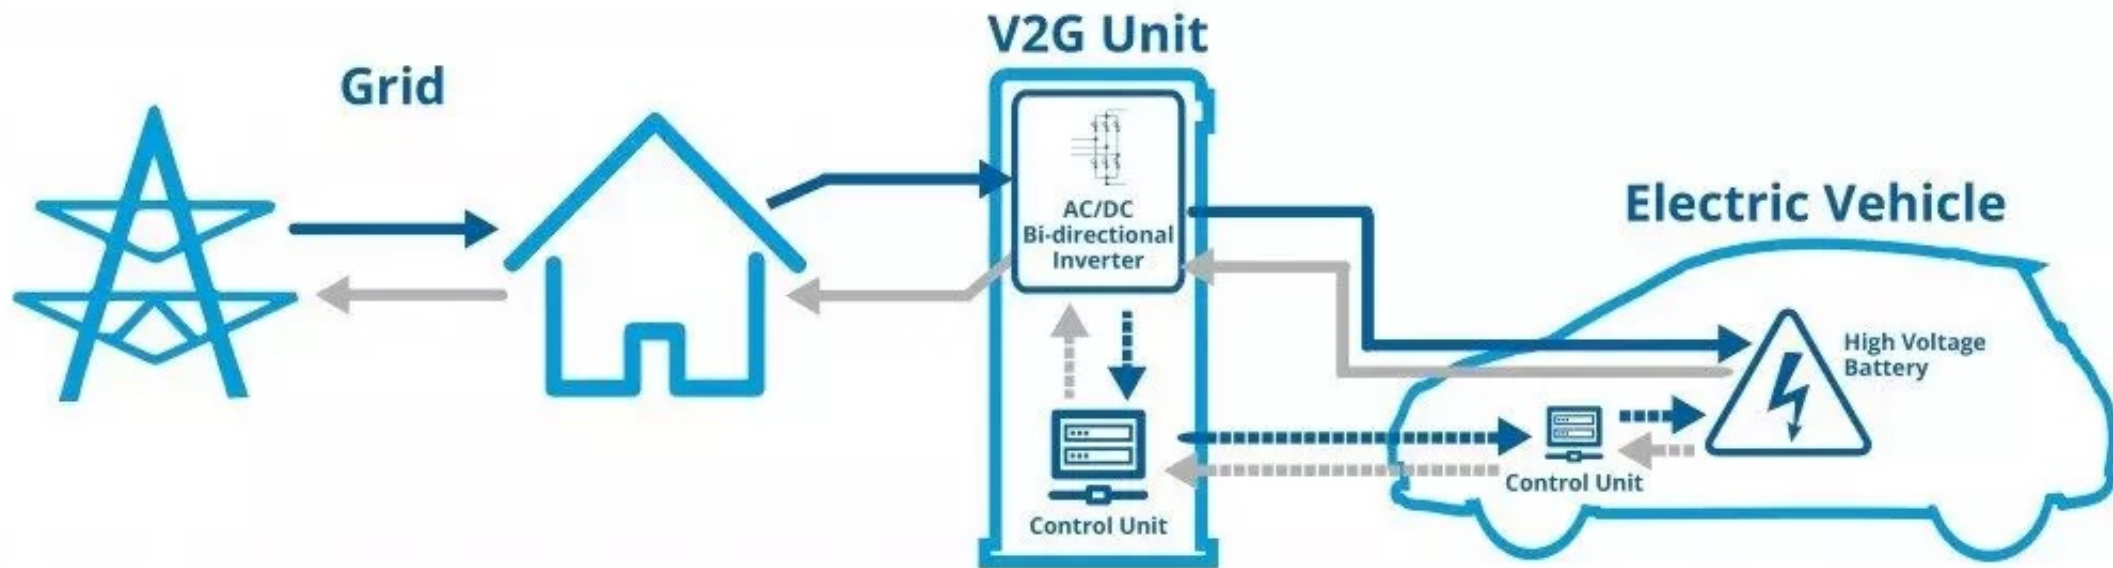 V2G Unit
Grid
AC/DC
Bi-directional
Inverter
Electric Vehicle
High Voltage
Battery
Control Unit
Control Unit